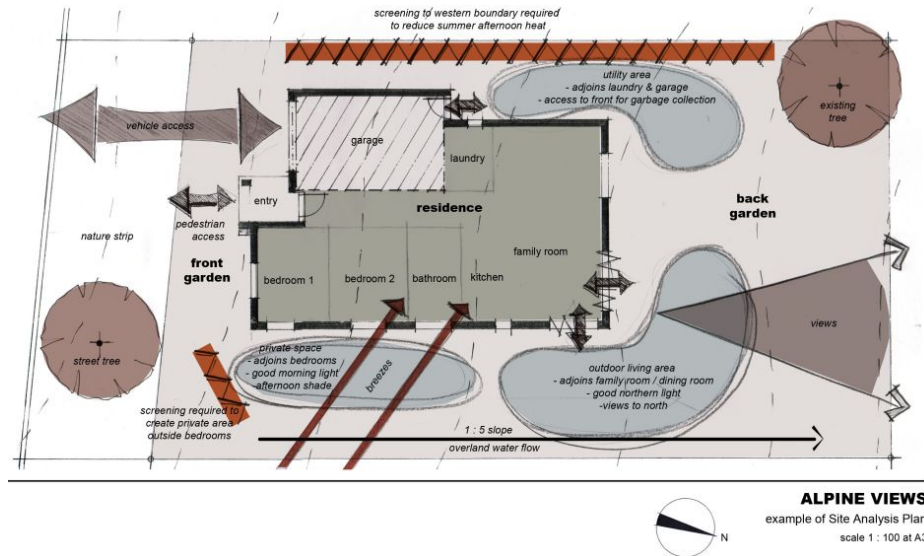 screening to western boundary required
to reduce summer afternoon heat
utility area
- adjoins laundry & garage
- access to front for garbage collection
existing
tree
vehicle access
garage
laundry
entry
residence
back
garden
pedestrian
access
nature strip
front
garden
family room
bedroom 1
bedroom 2
bathroom
kitchen
views
street tree
private space
- adjoins bedrooms
- good morning light
-afternoon shade
breezes
outdoor living area
- adjoins family room / dining room
- good northern light
-views to north
screening required to
create private area
outside bedrooms
1 : 5 slope
overland water flow
N
ALPINE VIEWS
example of Site Analysis Plan
scale 1 : 100 at A3